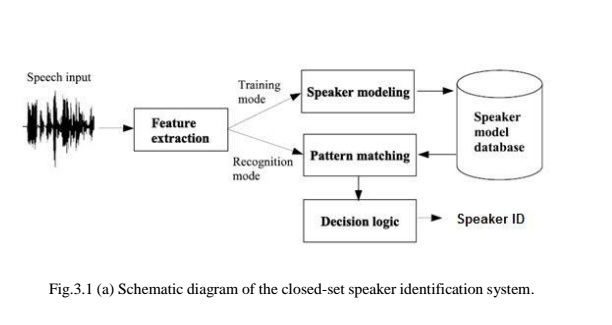 Speech input
Training
mode
Speaker modeling
Feature
extraction
Speaker
model
database
Recognition
mode
Pattern matching
Decision logic
Speaker ID
Fig.3.1 (a) Schematic diagram of the closed-set speaker identification system.